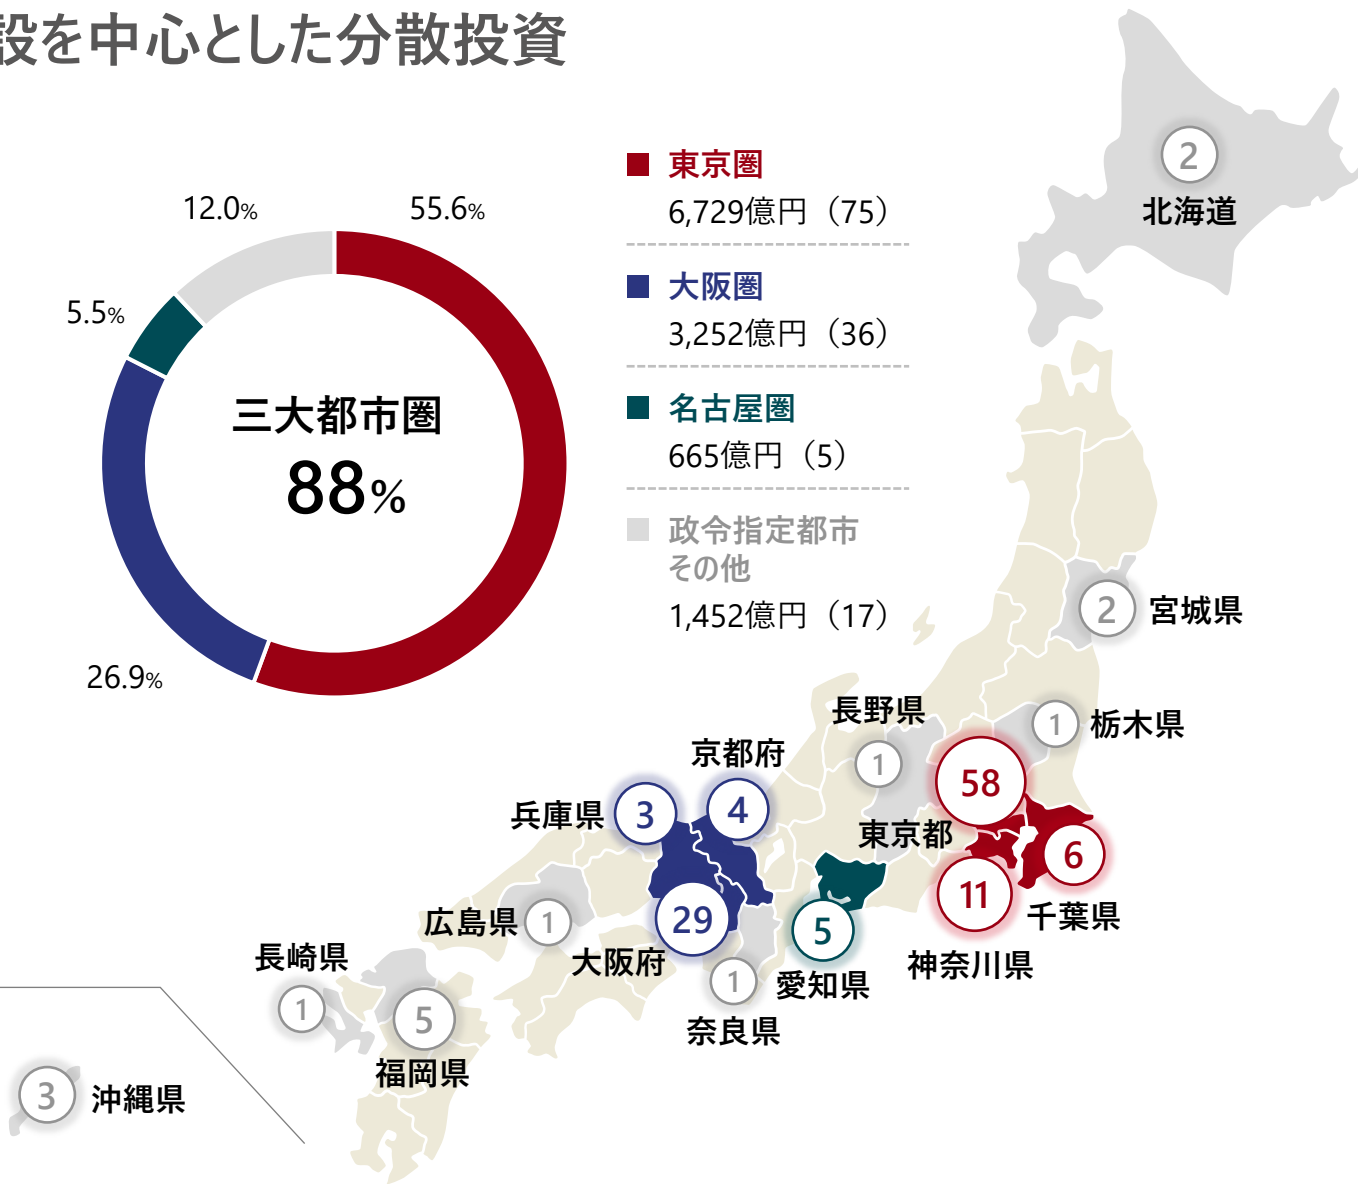 設を中心とした分散投資
12.0%
55.6%
5.5%
26.9%
三大都市圏
88%
東京圏
6,729億円（75）
大阪圏
3,252億円（36）
名古屋圏
665億円（5）
政令指定都市
その他
1,452億円（17）
2
北海道
2
宮城県
1
栃木県
長野県
1
58
東京都
6
千葉県
11
神奈川県
京都府
4
兵庫県
3
29
大阪府
5
愛知県
1
奈良県
広島県
1
長崎県
1
5
福岡県
3
沖縄県